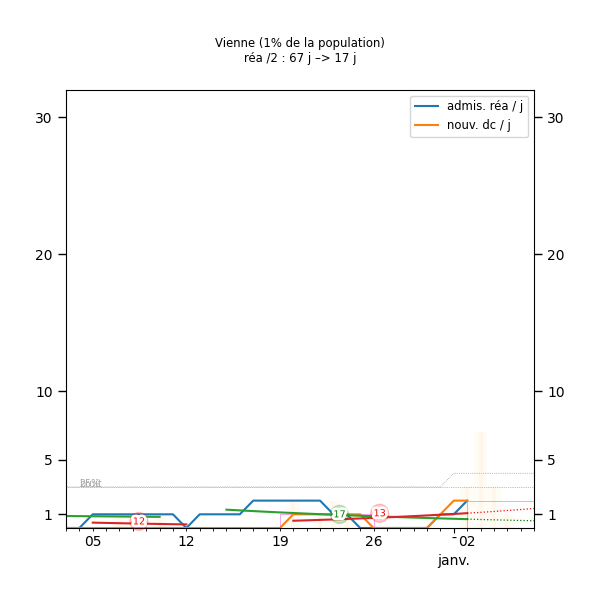 Vienne (1% de la population)
réa /2 : 67 j –> 17 j
admis. réa / j
nouv. dc / j
30 30
20 20
10 10
5 5
1 1
12 17 13
05 12 19 26 02
janv.